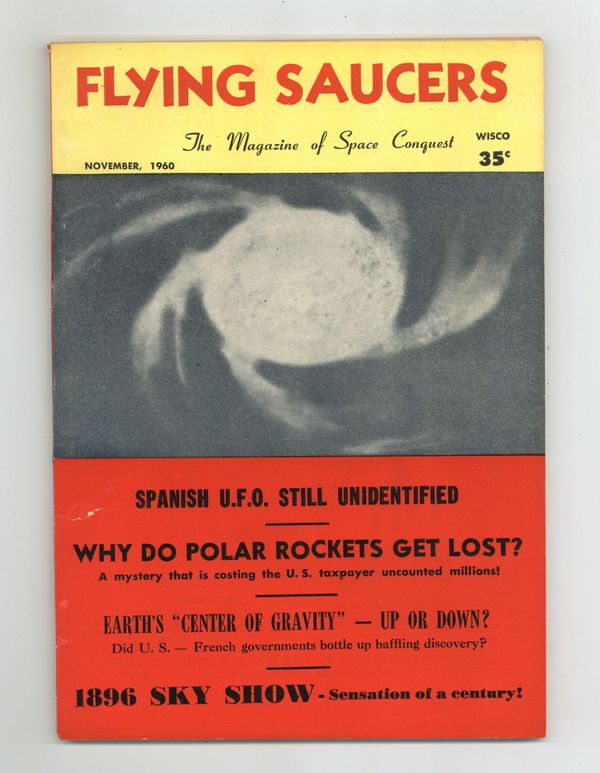 FLYING SAUCERS
The Magazine of Space Conquest
WISCO
35¢
NOVEMBER, 1960
SPANISH U.F.O. STILL UNIDENTIFIED
WHY DO POLAR ROCKETS GET LOST?
A mystery that is costing the U. S. taxpayer uncounted millions!
EARTH'S "CENTER OF GRAVITY" — UP OR DOWN?
Did U. S. — French governments bottle up baffling discovery?
1896 SKY SHOW - Sensation of a century!